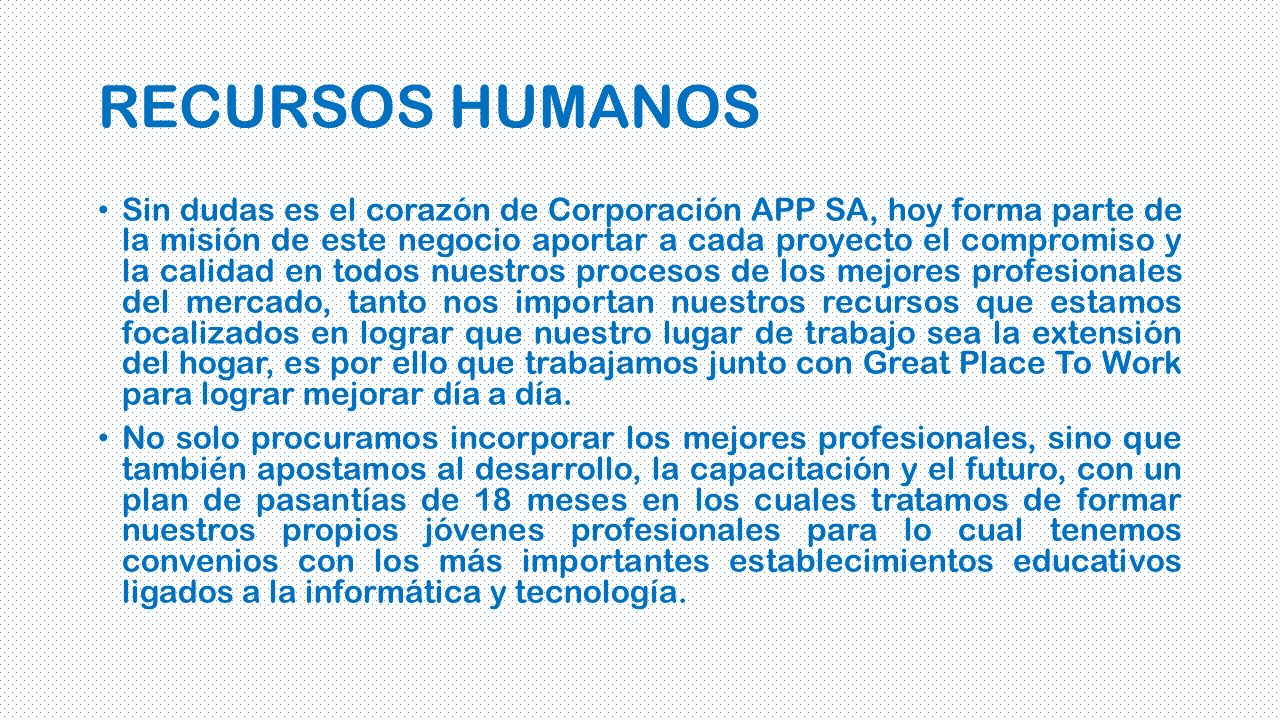 RECURSOS HUMANOS
• Sin dudas es el corazón de Corporación APP SA, hoy forma parte de
la misión de este negocio aportar a cada proyecto el compromiso y
la calidad en todos nuestros procesos de los mejores profesionales
del mercado, tanto nos importan nuestros recursos que estamos
focalizados en lograr que nuestro lugar de trabajo sea la extensión
del hogar, es por ello que trabajamos junto con Great Place To Work
para lograr mejorar día a día.
• No solo procuramos incorporar los mejores profesionales, sino que
también apostamos al desarrollo, la capacitación y el futuro, con un
plan de pasantías de 18 meses en los cuales tratamos de formar
nuestros propios jóvenes profesionales para lo cual tenemos
convenios con los más importantes establecimientos educativos
ligados a la informática y tecnología.